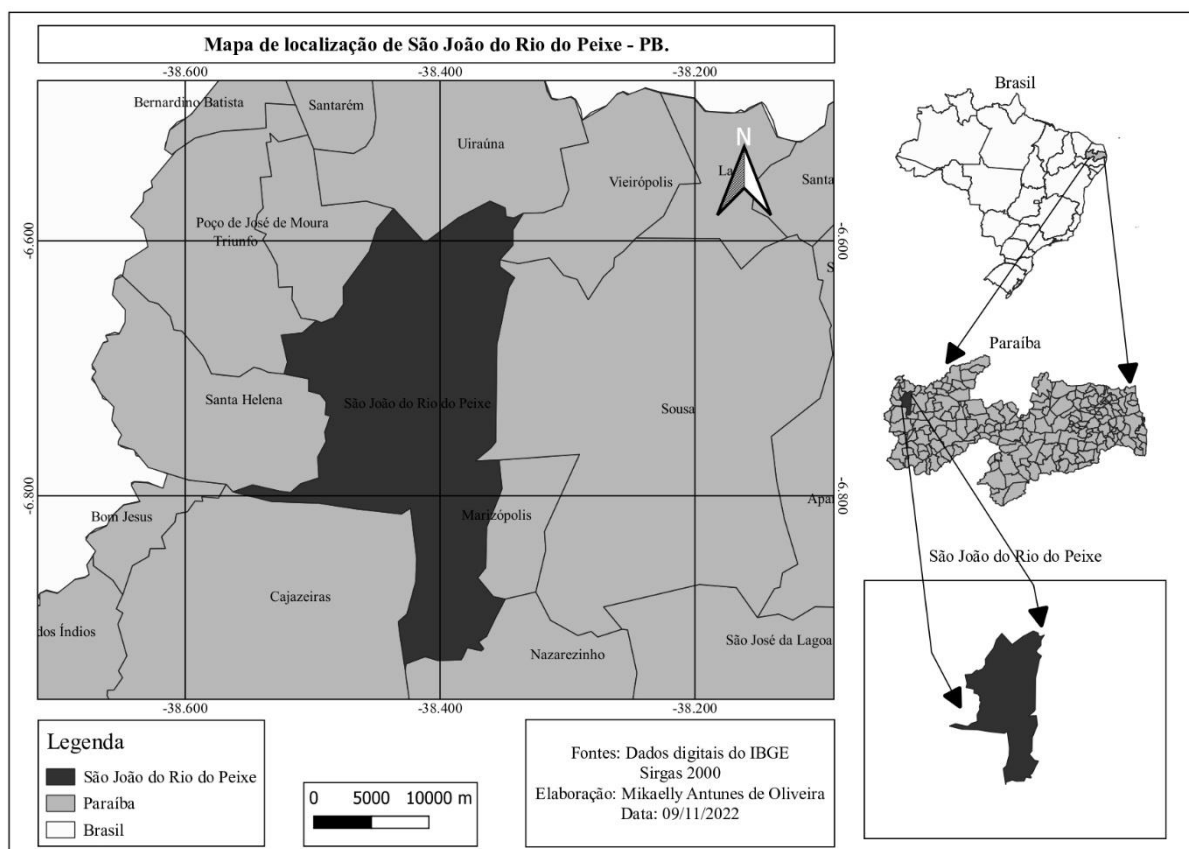 Mapa de localização de São João do Rio do Peixe - PB.
-38.600
-38.400
-38.200
Bernardino Batista
Santarém
Uiraúna
Vieirópolis
N
La
Santa
Poço de José de Moura
Triunfo
-6.600
-6.600
S
Santa Helena
São João do Rio do Peixe
Sousa
-6.800
-6.800
Bom Jesus
Marizópolis
Apa
Cajazeiras
dos Índios
Nazarezinho
São José da Lagoa
-38.600
-38.400
-38.200
Legenda
São João do Rio do Peixe
Paraíba
Brasil
0 5000 10000 m
Fontes: Dados digitais do IBGE
Sirgas 2000
Elaboração: Mikaelly Antunes de Oliveira
Data: 09/11/2022
Brasil
Paraíba
São João do Rio do Peixe